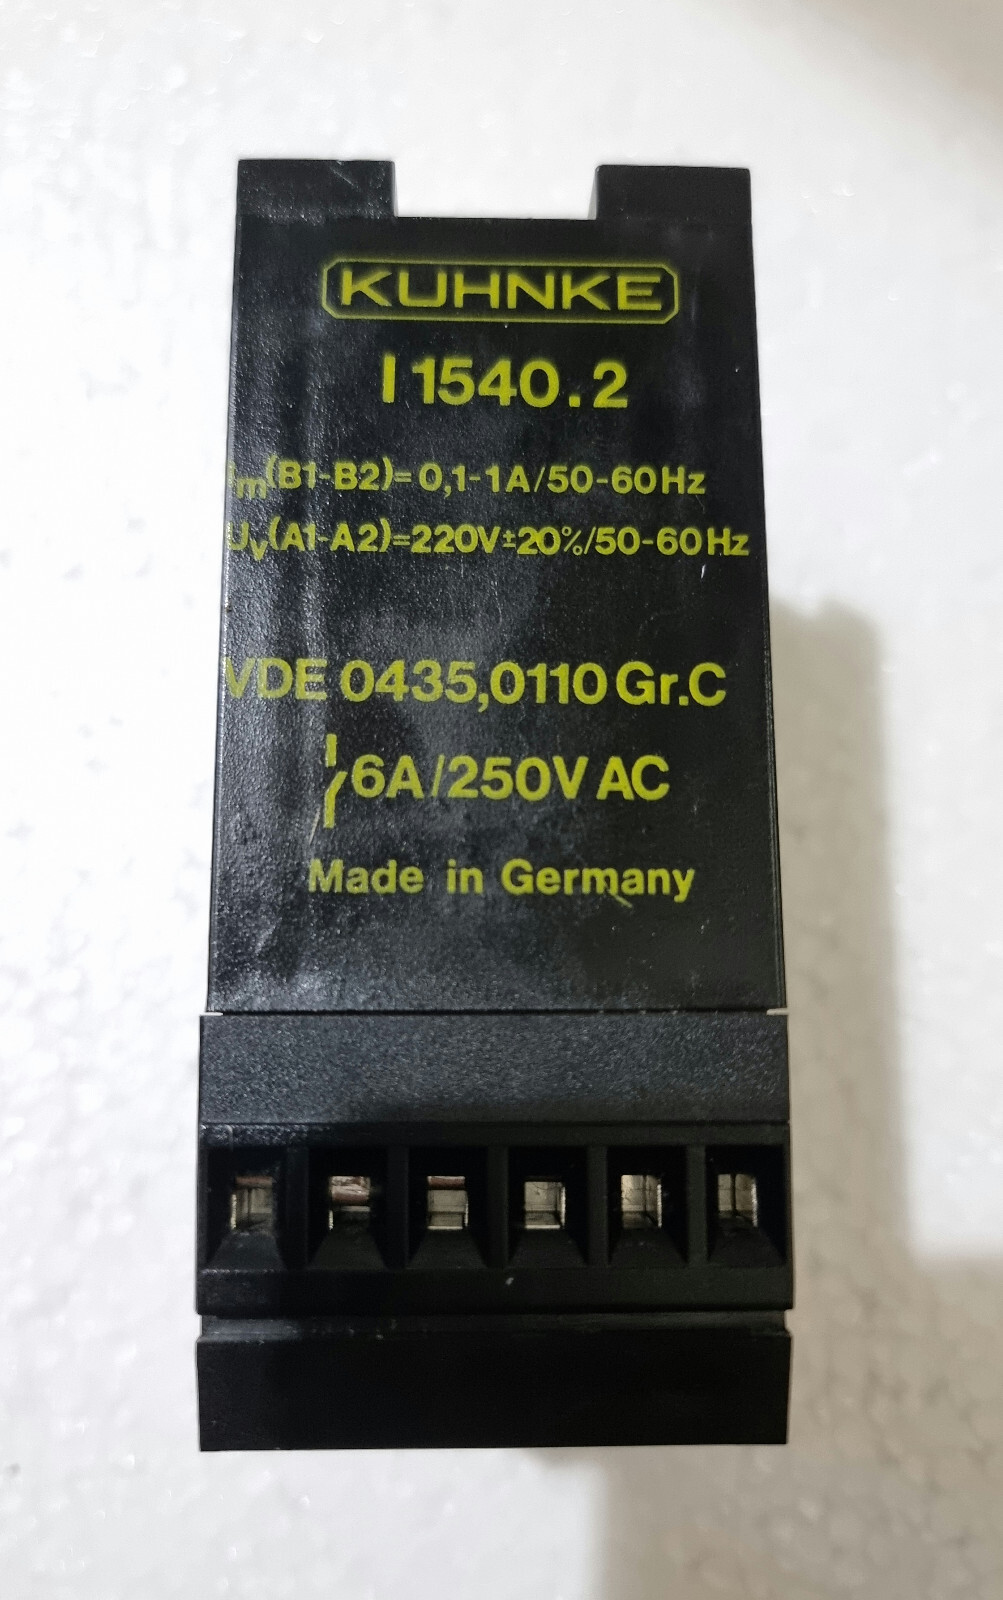 KUHNKE
I 1540.2
Im(B1-B2)=0,1-1A/50-60Hz
Uv(A1-A2)=220V±20%/50-60Hz
VDE 0435,0110 Gr.C
6A/250V AC
Made in Germany